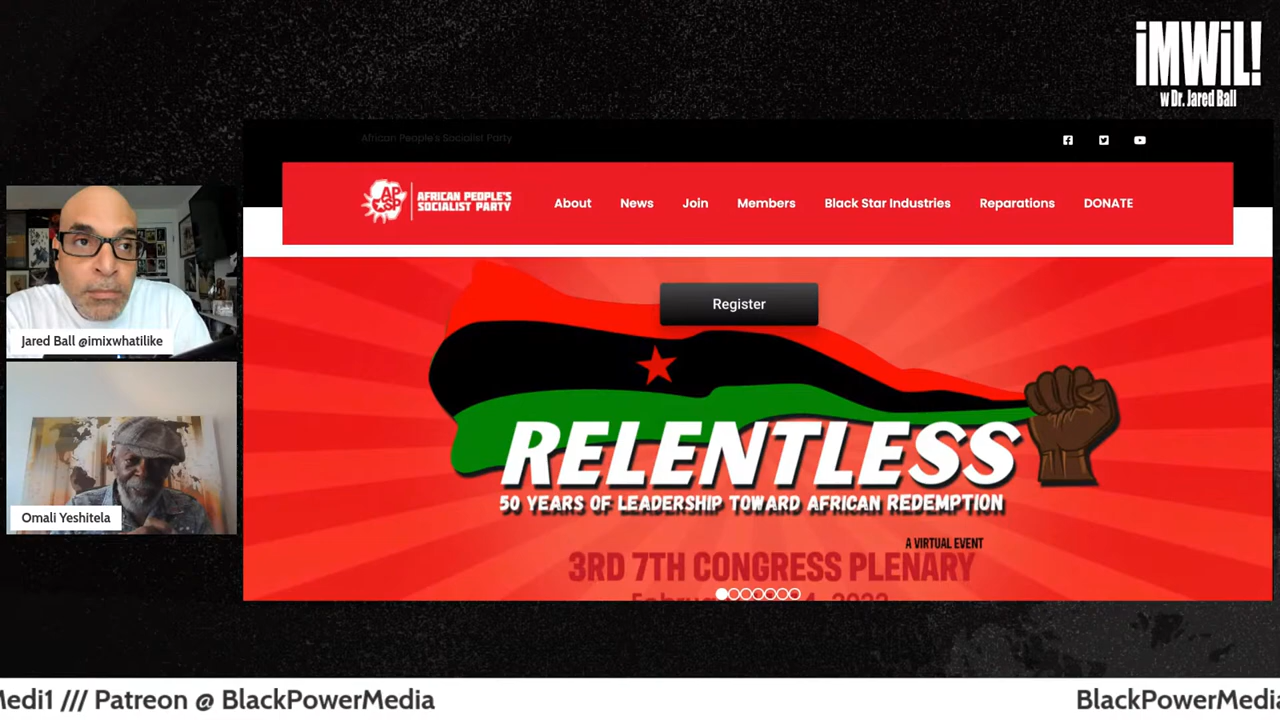 iMWiL!
w Dr. Jared Ball
African People's Socialist Party
APSP
AFRICAN PEOPLE'S
SOCIALIST PARTY
About News Join Members Black Star Industries Reparations DONATE
Register
RELENTLESS
50 YEARS OF LEADERSHIP TOWARD AFRICAN REDEMPTION
A VIRTUAL EVENT
3RD 7TH CONGRESS PLENARY
Jared Ball @imixwhatilike
Omali Yeshitela
Medi1 /// Patreon @ BlackPowerMedia
BlackPowerMedia